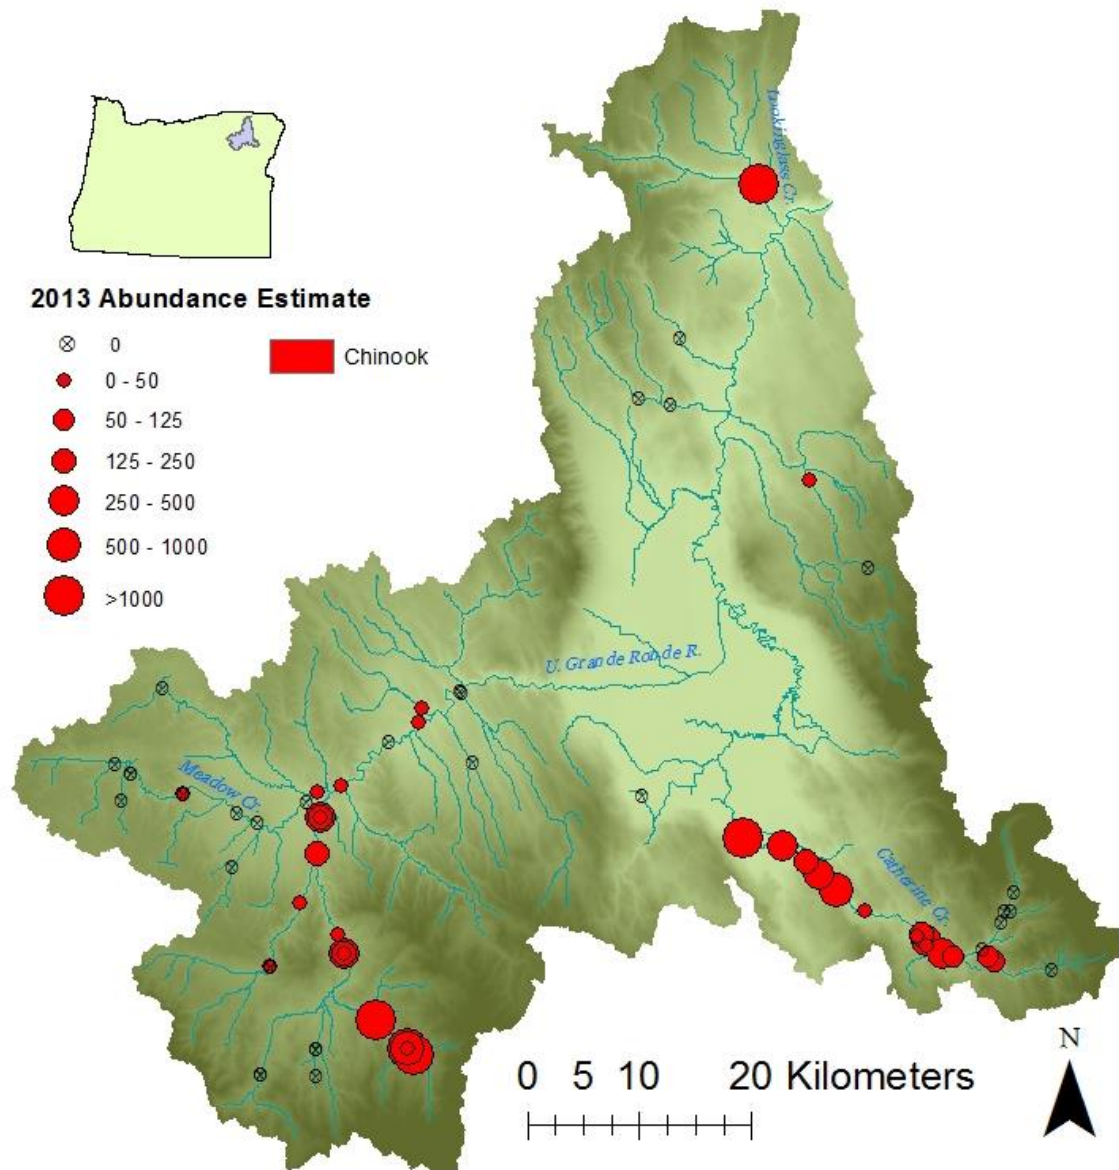 Lookinglass Cr.
2013 Abundance Estimate
0
Chinook
0 - 50
50 - 125
125 - 250
250 - 500
500 - 1000
>1000
U. Grande Ronde R.
Meadow Cr.
Catherine Cr.
N
0 5 10 20 Kilometers